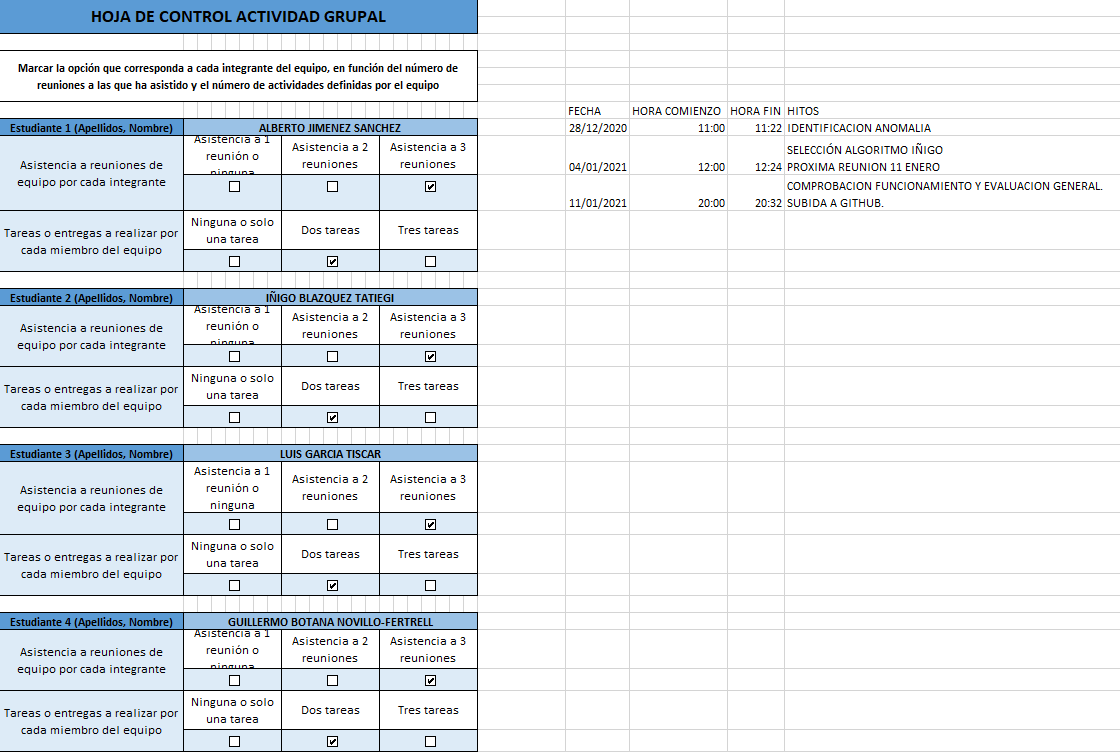 HOJA DE CONTROL ACTIVIDAD GRUPAL
Marcar la opción que corresponda a cada integrante del equipo, en función del número de
reuniones a las que ha asistido y el número de actividades definidas por el equipo
FECHA HORA COMIENZO HORA FIN HITOS
28/12/2020 11:00 11:22 IDENTIFICACION ANOMALIA
SELECCIÓN ALGORITMO IÑIGO
04/01/2021 12:00 12:24 PROXIMA REUNION 11 ENERO
COMPROBACION FUNCIONAMIENTO Y EVALUACION GENERAL.
11/01/2021 20:00 20:32 SUBIDA A GITHUB.
Estudiante 1 (Apellidos, Nombre) ALBERTO JIMENEZ SANCHEZ
Asistencia a reuniones de
equipo por cada integrante
Asistencia a 1
reunión o
ninguna
Asistencia a 2
reuniones
Asistencia a 3
reuniones
Tareas o entregas a realizar por
cada miembro del equipo
Ninguna o solo
una tarea
Dos tareas
Tres tareas
Estudiante 2 (Apellidos, Nombre) IÑIGO BLAZQUEZ TATIEGI
Asistencia a reuniones de
equipo por cada integrante
Asistencia a 1
reunión o
ninguna
Asistencia a 2
reuniones
Asistencia a 3
reuniones
Tareas o entregas a realizar por
cada miembro del equipo
Ninguna o solo
una tarea
Dos tareas
Tres tareas
Estudiante 3 (Apellidos, Nombre) LUIS GARCIA TISCAR
Asistencia a reuniones de
equipo por cada integrante
Asistencia a 1
reunión o
ninguna
Asistencia a 2
reuniones
Asistencia a 3
reuniones
Tareas o entregas a realizar por
cada miembro del equipo
Ninguna o solo
una tarea
Dos tareas
Tres tareas
Estudiante 4 (Apellidos, Nombre) GUILLERMO BOTANA NOVILLO-FERTRELL
Asistencia a reuniones de
equipo por cada integrante
Asistencia a 1
reunión o
ninguna
Asistencia a 2
reuniones
Asistencia a 3
reuniones
Tareas o entregas a realizar por
cada miembro del equipo
Ninguna o solo
una tarea
Dos tareas
Tres tareas